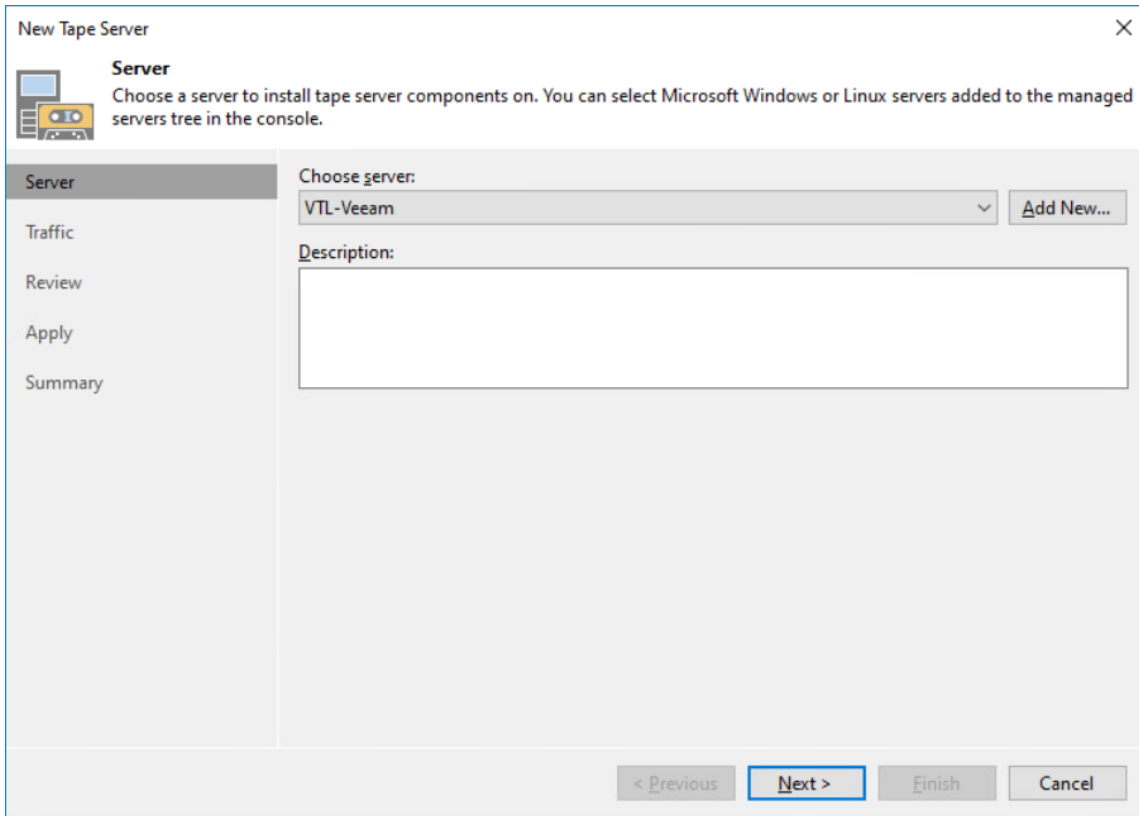 New Tape Server
Server
Choose a server to install tape server components on. You can select Microsoft Windows or Linux servers added to the managed
servers tree in the console.
Server
Traffic
Review
Apply
Summary
Choose server:
VTL-Veeam
Add New...
Description:
< Previous
Next >
Finish
Cancel